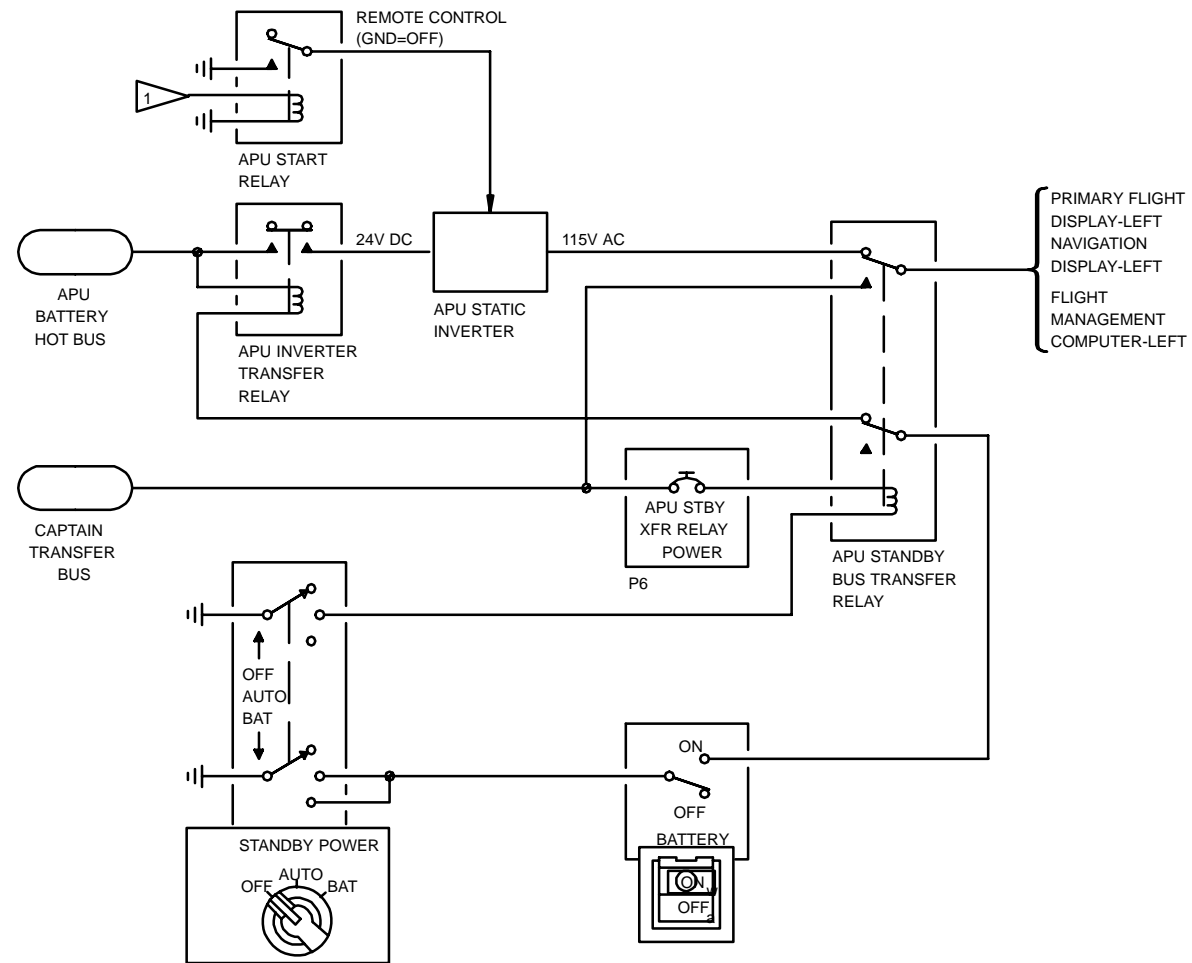 REMOTE CONTROL
(GND=OFF)
1
APU START
RELAY
24V DC
115V AC
APU
BATTERY
HOT BUS
APU INVERTER
TRANSFER
RELAY
APU STATIC
INVERTER
PRIMARY FLIGHT
DISPLAY-LEFT
NAVIGATION
DISPLAY-LEFT
FLIGHT
MANAGEMENT
COMPUTER-LEFT
CAPTAIN
TRANSFER
BUS
APU STBY
XFR RELAY
POWER
P6
APU STANDBY
BUS TRANSFER
RELAY
OFF
AUTO
BAT
ON
OFF
BATTERY
ON
y
OFF
a
STANDBY POWER
OFF
AUTO
BAT